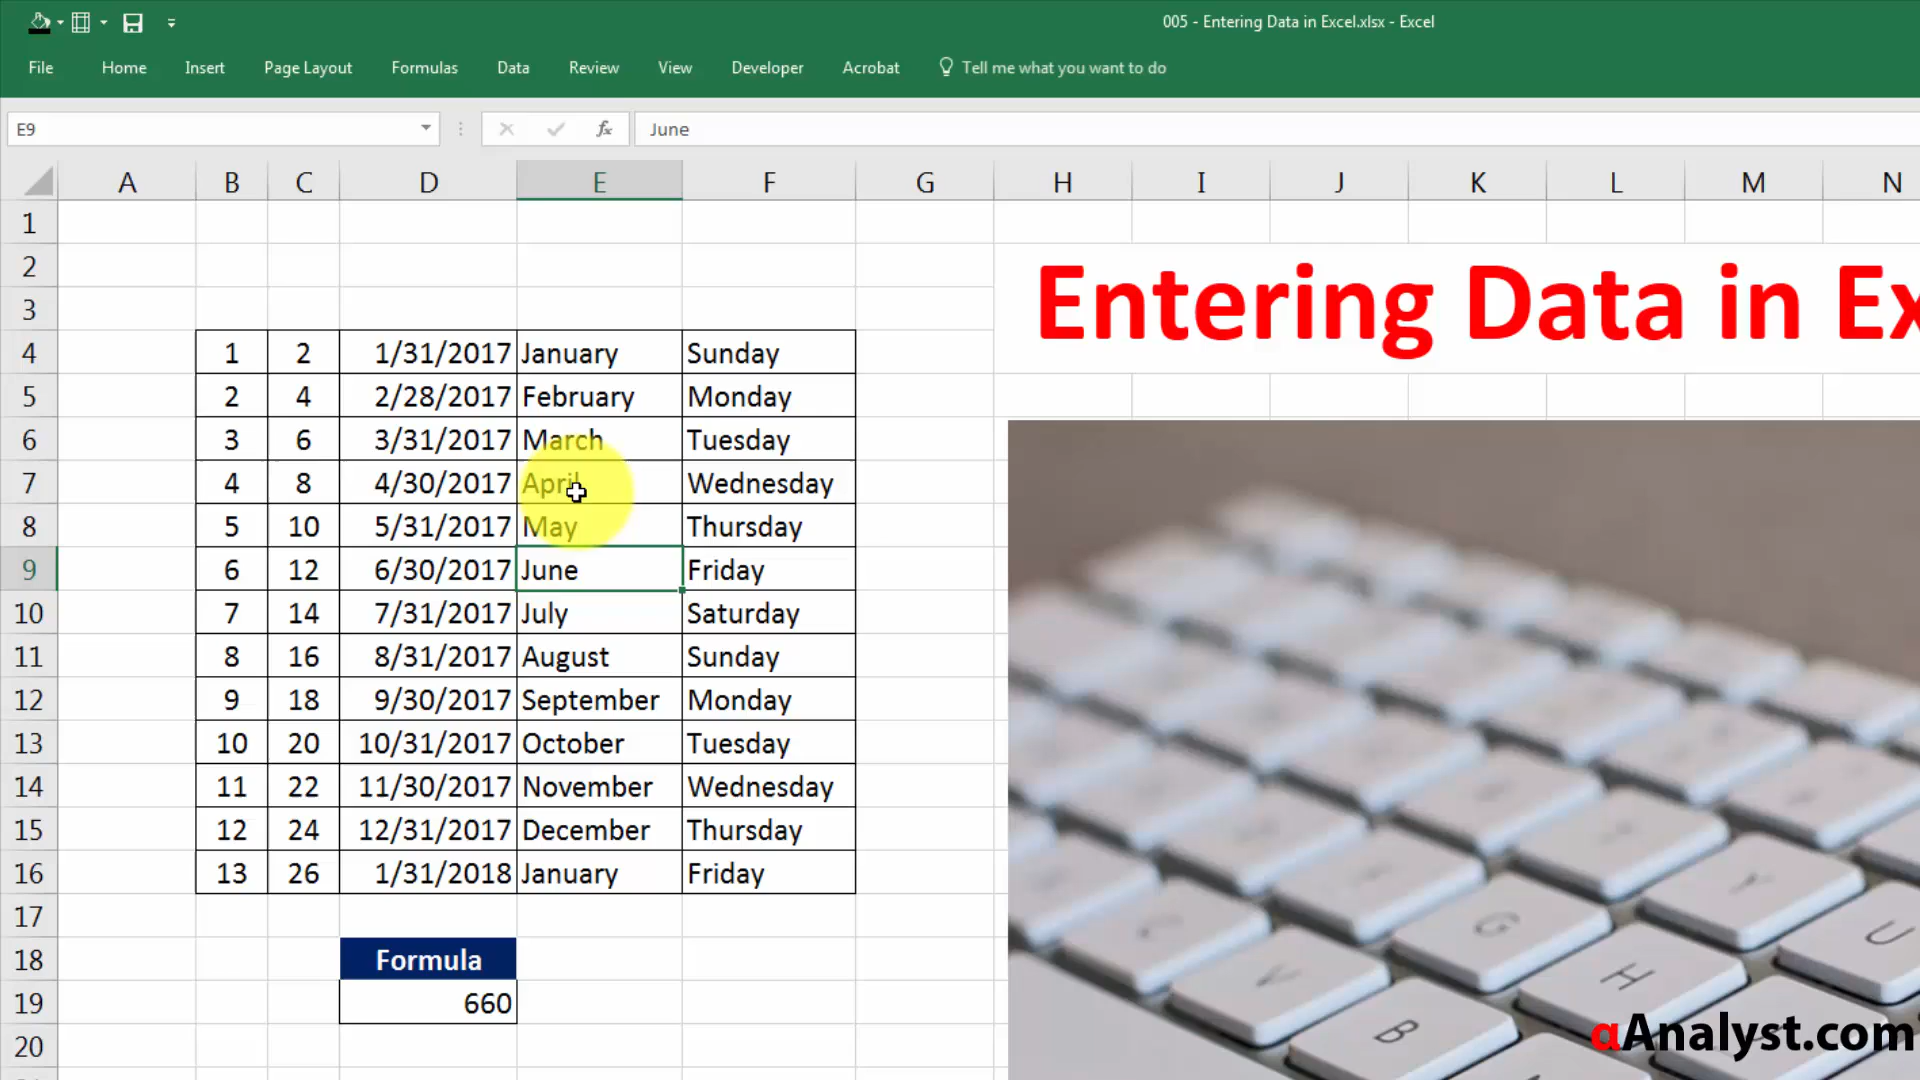 005 - Entering Data in Excel.xlsx - Excel
File Home Insert Page Layout Formulas Data Review View Developer Acrobat Tell me what you want to do
E9 fx June
A B C D E F G H I J K L M N
1
2
Entering Data in Ex
3
4 1 2 1/31/2017 January Sunday
5 2 4 2/28/2017 February Monday
6 3 6 3/31/2017 March Tuesday
7 4 8 4/30/2017 April Wednesday
8 5 10 5/31/2017 May Thursday
9 6 12 6/30/2017 June Friday
10 7 14 7/31/2017 July Saturday
11 8 16 8/31/2017 August Sunday
12 9 18 9/30/2017 September Monday
13 10 20 10/31/2017 October Tuesday
14 11 22 11/30/2017 November Wednesday
15 12 24 12/31/2017 December Thursday
16 13 26 1/31/2018 January Friday
17
18 Formula
19 660
20
Y
G
U
C
H
V
B
αAnalyst.com